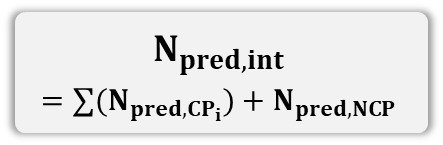 N_pred,int
= ∑(N_pred,CP_i) + N_pred,NCP